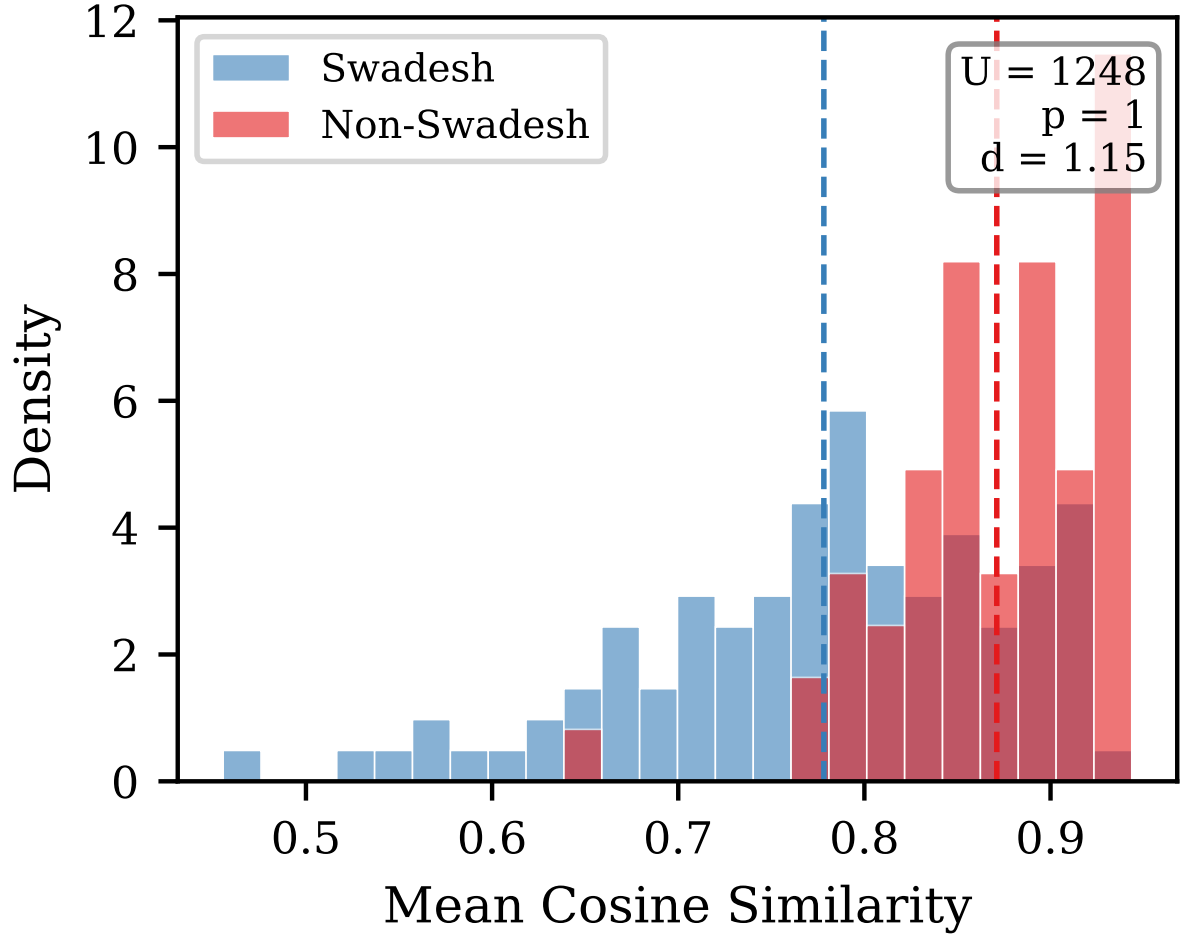 Swadesh
Non-Swadesh
U = 1248
p = 1
d = 1.15
Density
12
10
8
6
4
2
0
0.5 0.6 0.7 0.8 0.9
Mean Cosine Similarity